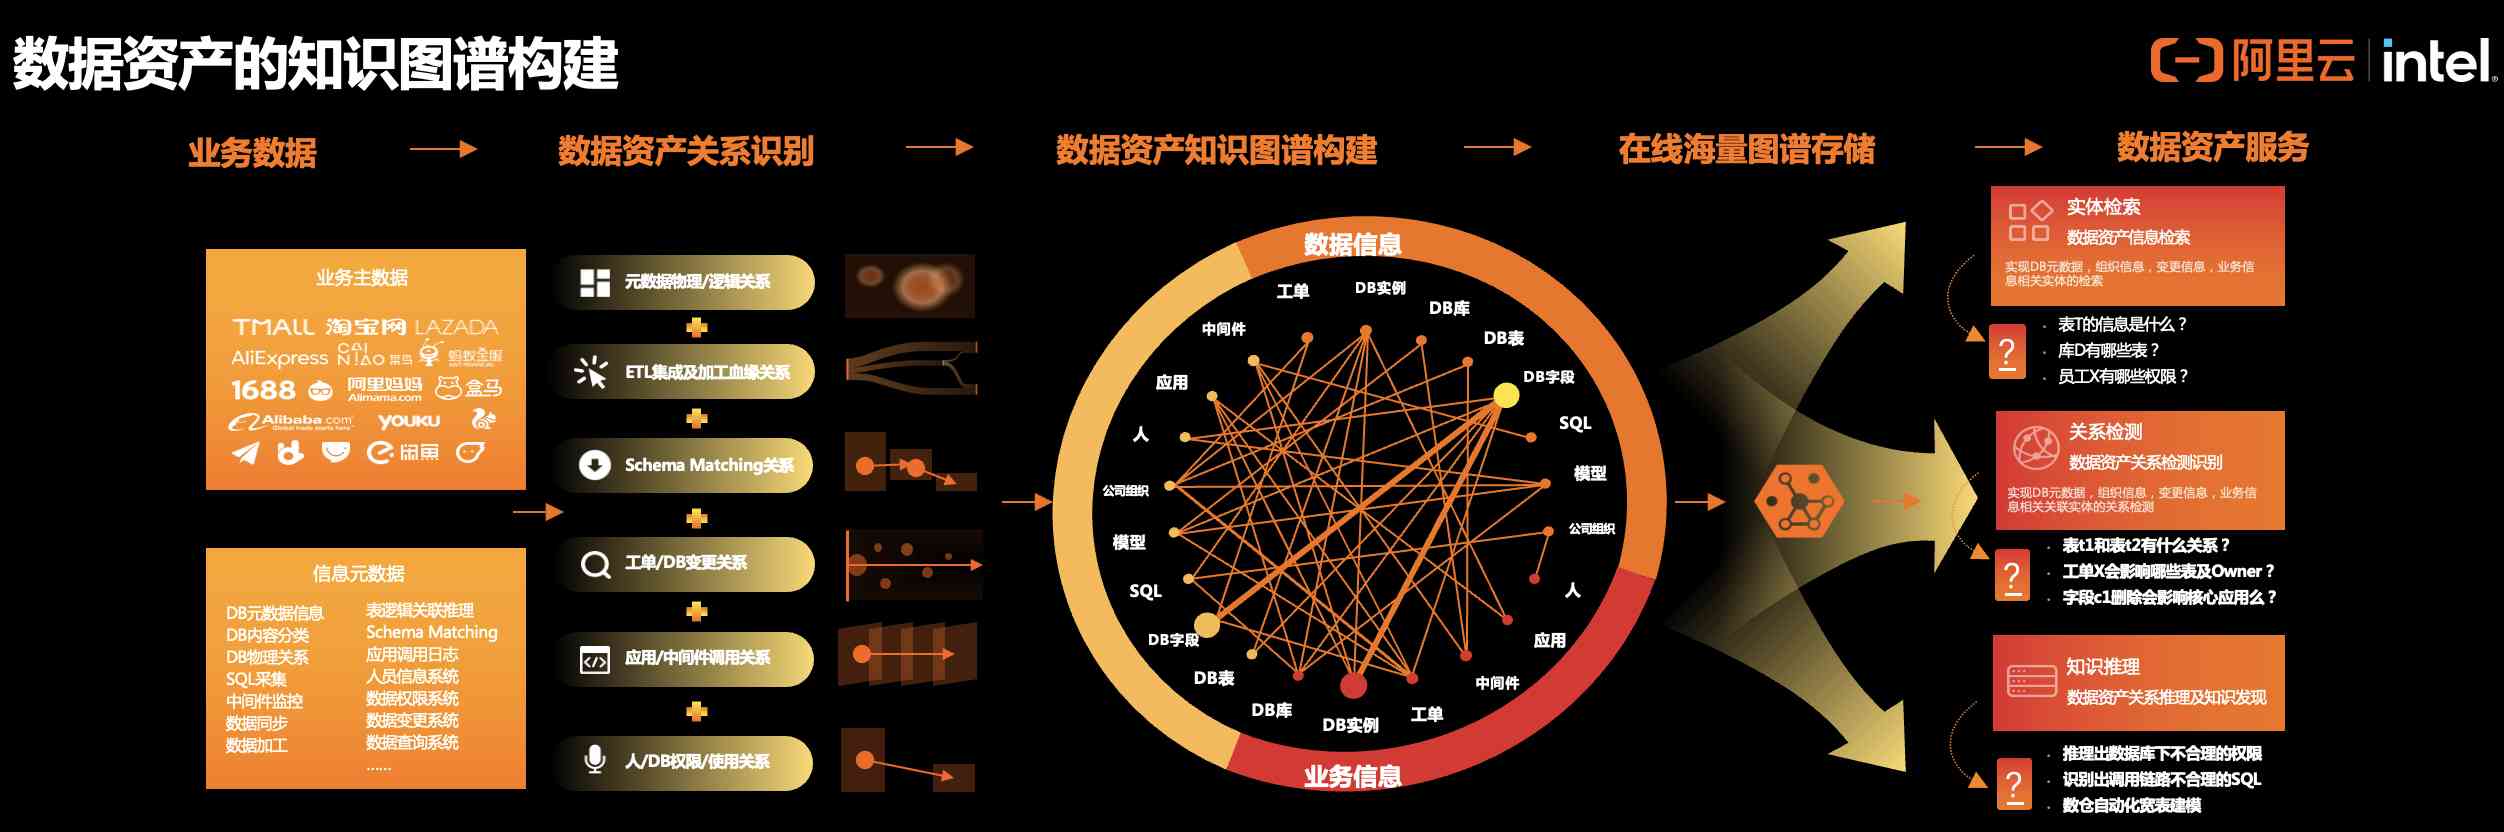 数据资产的知识图谱构建
阿里云 intel
业务数据
数据资产关系识别
数据资产知识图谱构建
在线海量图谱存储
数据资产服务
业务主数据
TMALL 淘宝网 LAZADA
AliExpress CAINIAO 菜鸟 蚂蚁金服
1688 阿里妈妈 Alimama.com 盒马
Alibaba.com YOUKU
Global trade starts here
闲鱼
信息元数据
DB元数据信息
DB内容分类
DB物理关系
SQL采集
中间件监控
数据同步
数据加工
表逻辑关联推理
Schema Matching
应用调用日志
人员信息系统
数据权限系统
数据变更系统
数据查询系统
……
元数据物理/逻辑关系
ETL集成及加工血缘关系
Schema Matching关系
工单/DB变更关系
应用/中间件调用关系
人/DB权限/使用关系
数据信息
工单
DB实例
DB库
中间件
DB表
应用
DB字段
人
SQL
公司组织
模型
模型
公司组织
SQL
人
DB字段
应用
DB表
中间件
DB库
DB实例
工单
业务信息
实体检索
数据资产信息检索
实现DB元数据，组织信息，变更信息，业务信
息相关实体的检索
?
· 表T的信息是什么？
· 库D有哪些表？
· 员工X有哪些权限？
关系检测
数据资产关系检测识别
实现DB元数据，组织信息，变更信息，业务信
息相关关联实体的关系检测
?
· 表t1和表t2有什么关系？
· 工单X会影响哪些表及Owner？
· 字段c1删除会影响核心应用么？
知识推理
数据资产关系推理及知识发现
?
· 推理出数据库下不合理的权限
· 识别出调用链路不合理的SQL
· 数仓自动化宽表建模